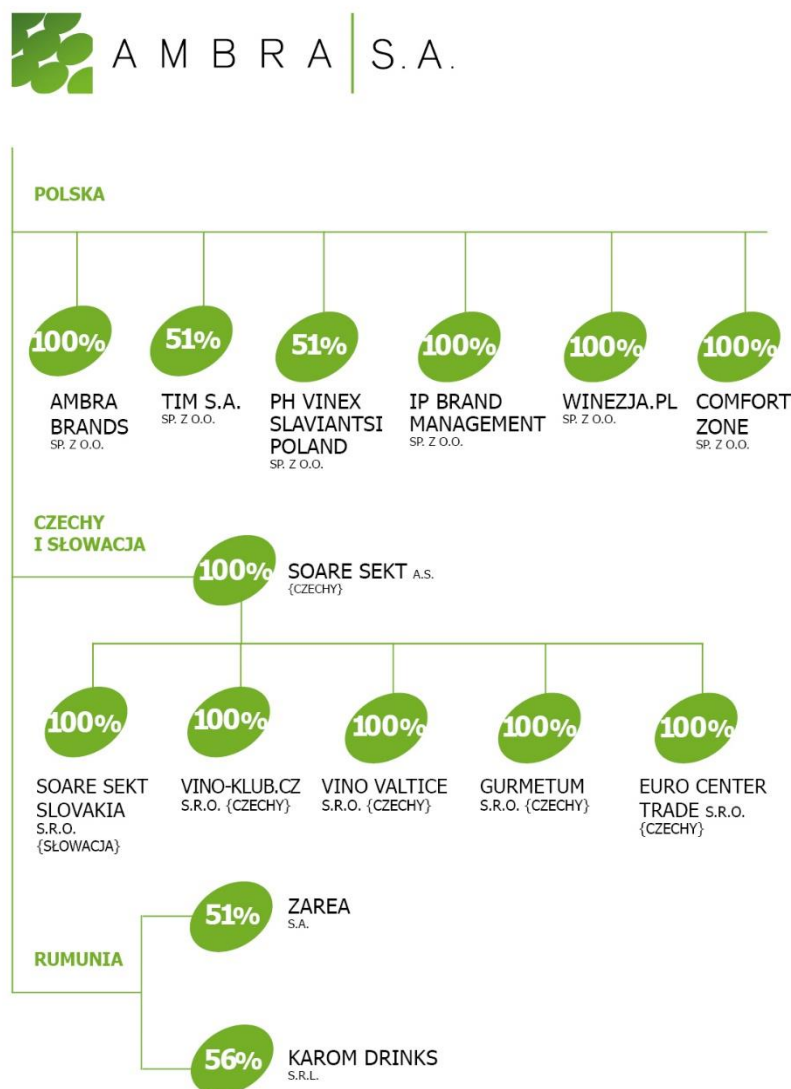 AMBRA S.A.
POLSKA
100%
51%
51%
100%
100%
100%
AMBRA
BRANDS
SP. Z O.O.
TIM S.A.
SP. Z O.O.
PH VINEX
SLAVIANTSI
POLAND
SP. Z O.O.
IP BRAND
MANAGEMENT
SP. Z O.O.
WINEZJA.PL
SP. Z O.O.
COMFORT
ZONE
SP. Z O.O.
CZECHY
I SŁOWACJA
100%
SOARE SEKT A.S.
{CZECHY}
100%
100%
100%
100%
100%
SOARE SEKT
SLOVAKIA
S.R.O.
{SŁOWACJA}
VINO-KLUB.CZ
S.R.O. {CZECHY}
VINO VALTICE
S.R.O. {CZECHY}
GURMETUM
S.R.O. {CZECHY}
EURO CENTER
TRADE S.R.O.
{CZECHY}
RUMUNIA
51%
ZAREA
S.A.
56%
KAROM DRINKS
S.R.L.